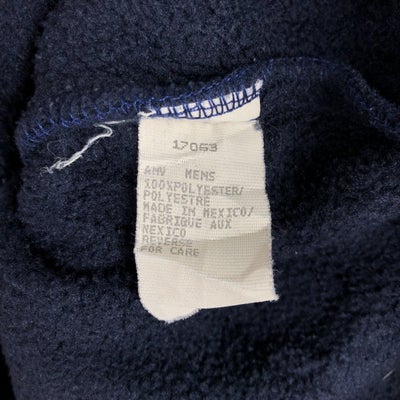 17063
AMV MENS
100%POLYESTER/
POLYESTRE
MADE IN MEXICO/
FABRIQUE AUX
MEXICO
REVERSE
FOR CARE